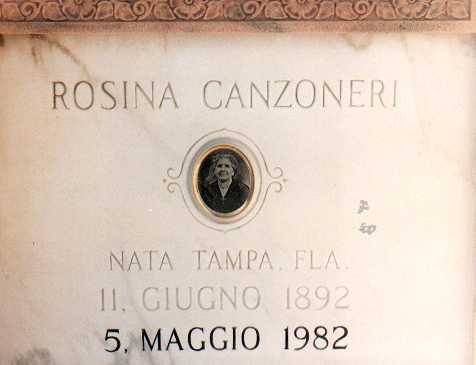 ROSINA CANZONERI
NATA TAMPA, FLA.
11, GIUGNO 1892
5, MAGGIO 1982